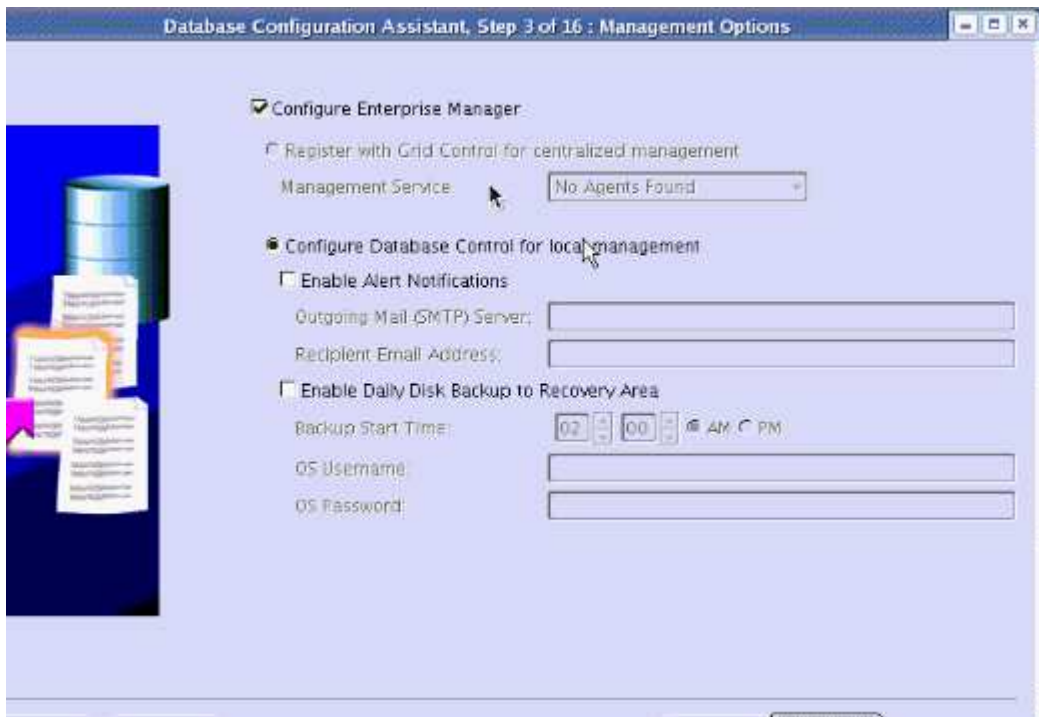 Database Configuration Assistant, Step 3 of 16 : Management Options
Configure Enterprise Manager
Register with Grid Control for centralized management
Management Service No Agents Found
Configure Database Control for local management
Enable Alert Notifications
Outgoing Mail (SMTP) Server:
Recipient Email Address:
Enable Daily Disk Backup to Recovery Area
Backup Start Time: 02 00 AM PM
OS Username:
OS Password: